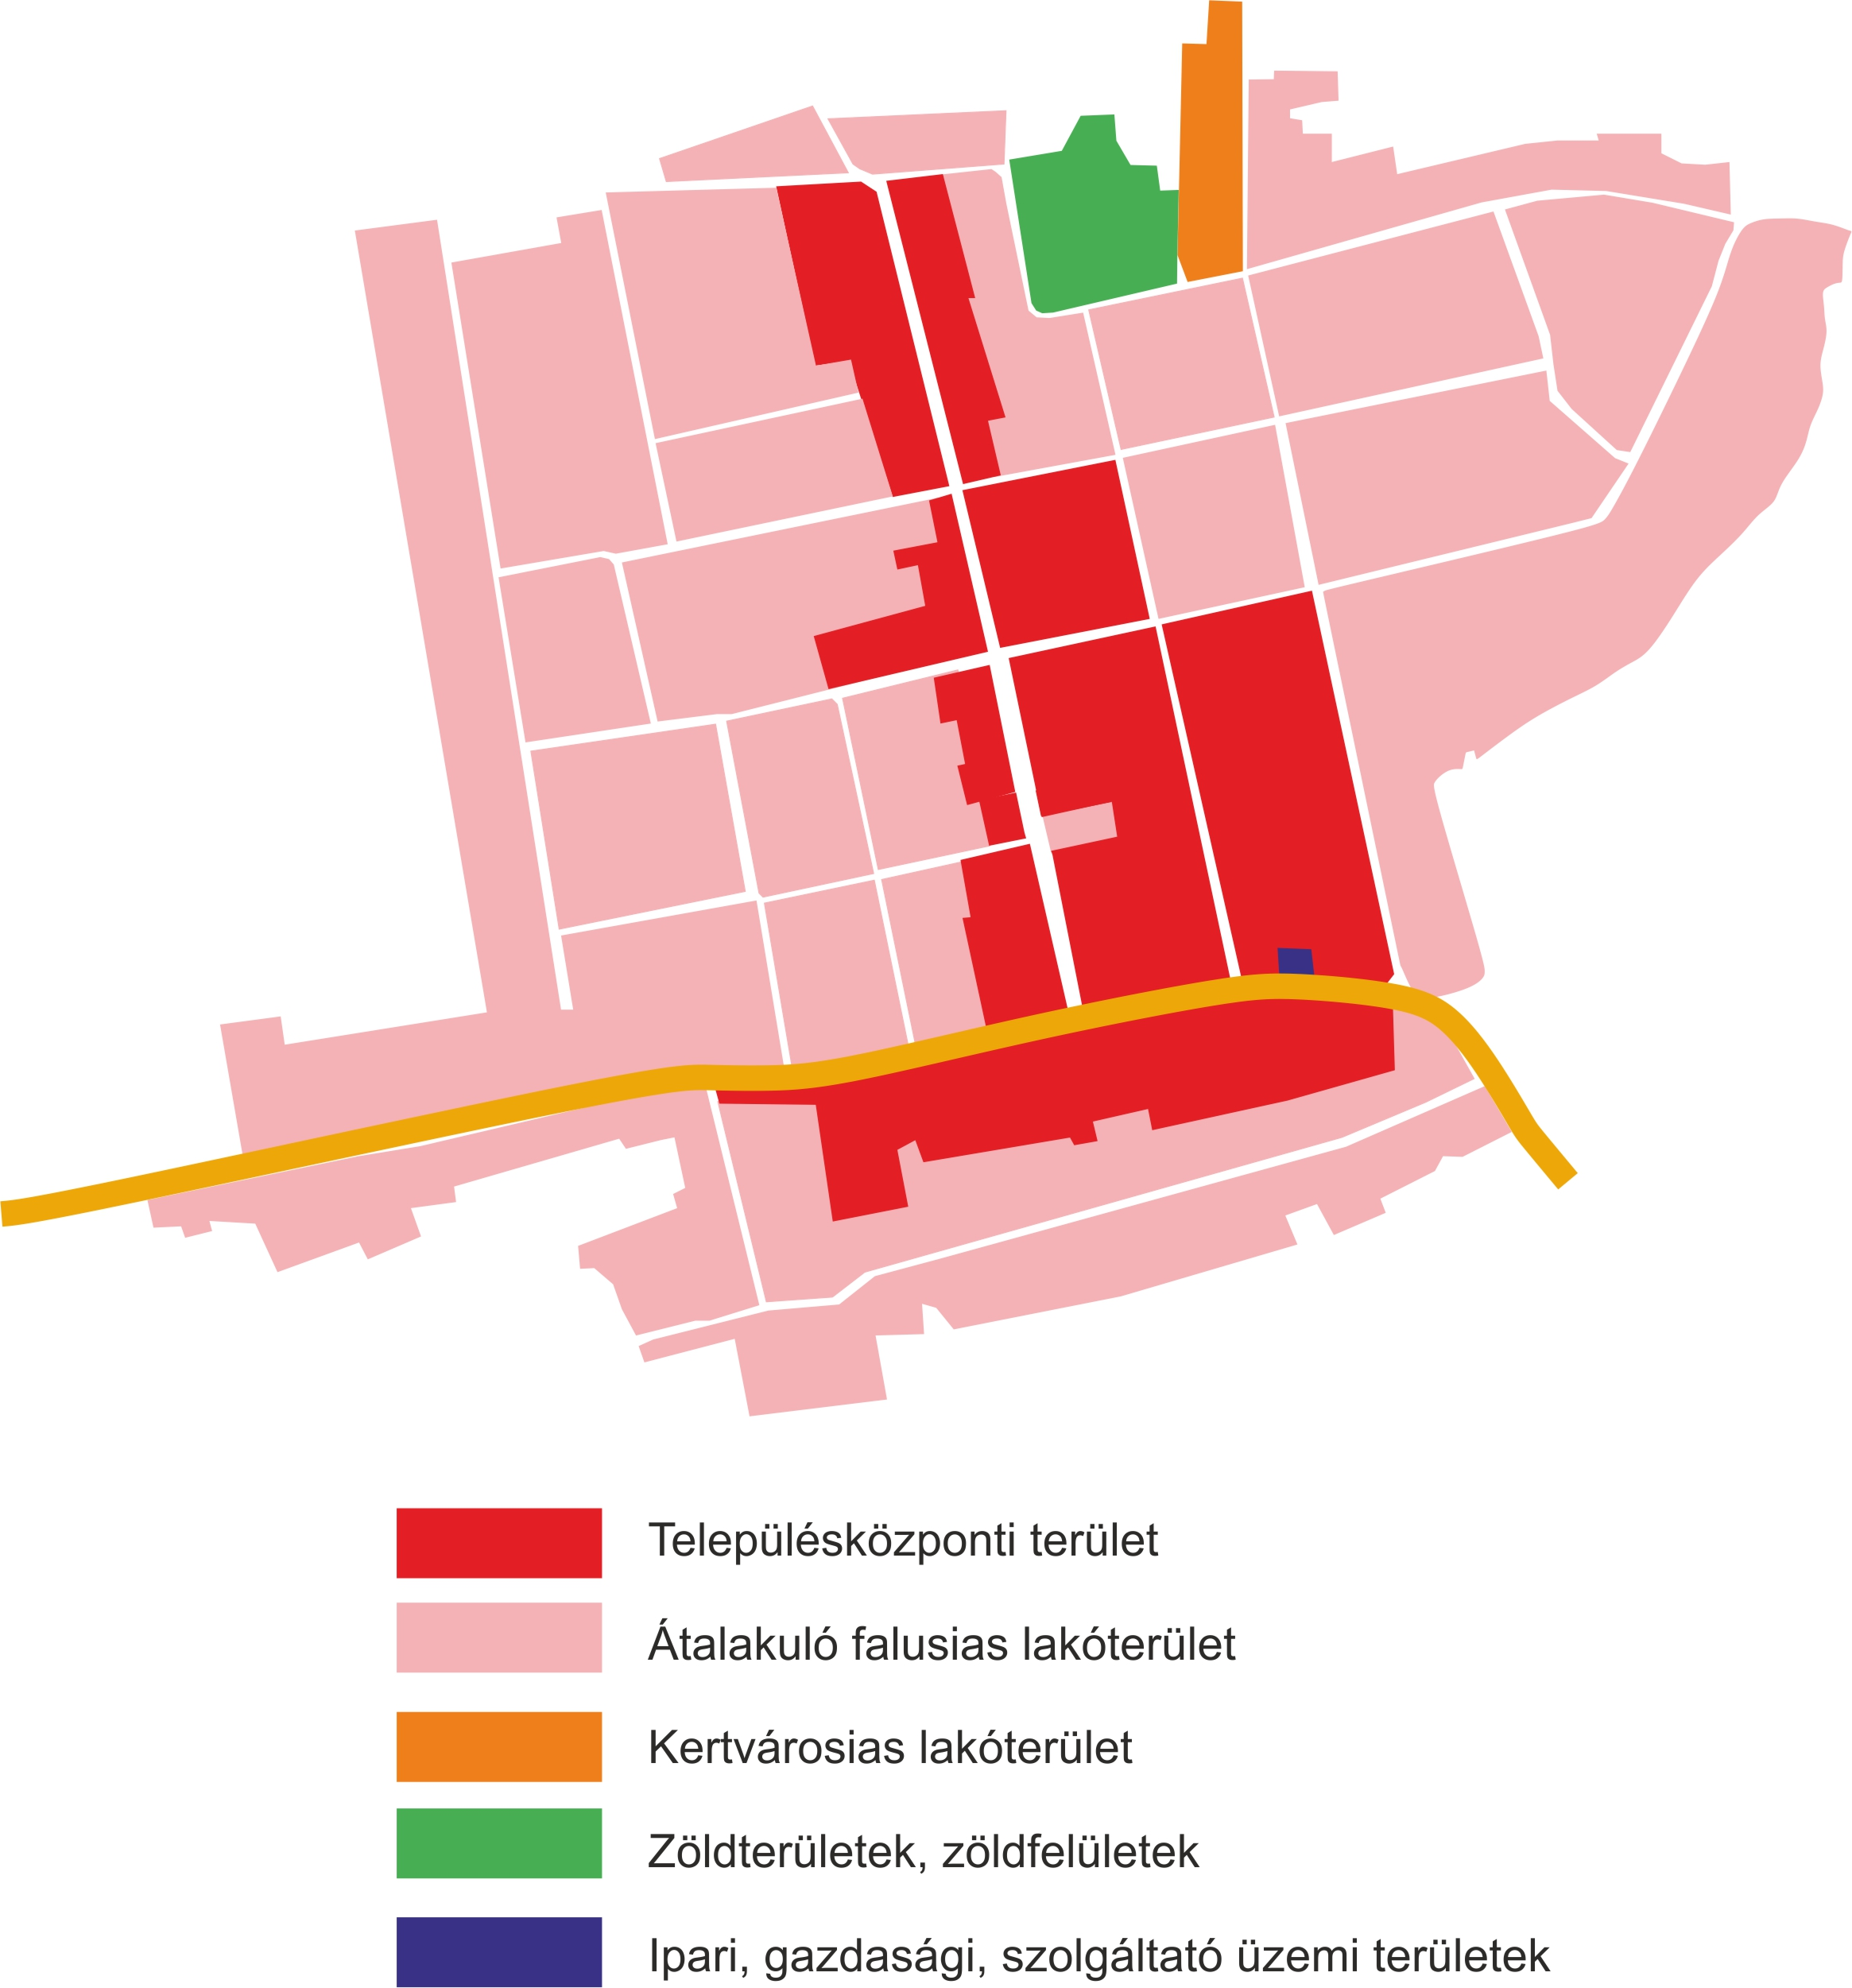 Településközponti terület
Átalakuló falusias lakóterület
Kertvárosias lakóterület
Zöldterületek, zöldfelületek
Ipari, gazdasági, szolgáltató üzemi területek